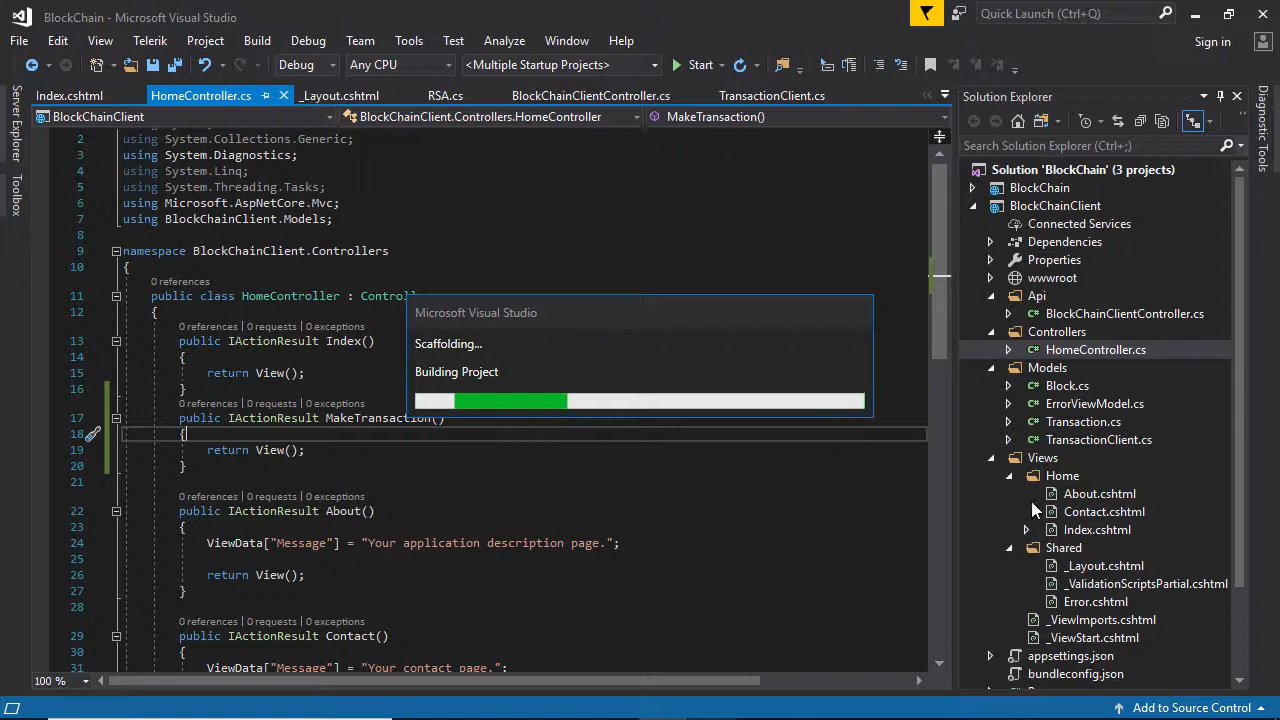 BlockChain - Microsoft Visual Studio
Quick Launch (Ctrl+Q)
File Edit View Telerik Project Build Debug Team Tools Test Analyze Window Help
Sign in
Debug Any CPU <Multiple Startup Projects> Start
Server Explorer
Toolbox
Index.cshtml HomeController.cs _Layout.cshtml RSA.cs BlockChainClientController.cs TransactionClient.cs
BlockChainClient BlockChainClient.Controllers.HomeController MakeTransaction()
2 using System.Collections.Generic;
3 using System.Diagnostics;
4 using System.Linq;
5 using System.Threading.Tasks;
6 using Microsoft.AspNetCore.Mvc;
7 using BlockChainClient.Models;
8
9 namespace BlockChainClient.Controllers
10 {
0 references
11 public class HomeController : Controll
12 {
0 references | 0 requests | 0 exceptions
13 public IActionResult Index()
14 {
15 return View();
16 }
0 references | 0 requests | 0 exceptions
17 public IActionResult MakeTransaction()
18 {
19 return View();
20 }
21
0 references | 0 requests | 0 exceptions
22 public IActionResult About()
23 {
24 ViewData["Message"] = "Your application description page.";
25
26 return View();
27 }
28
0 references | 0 requests | 0 exceptions
29 public IActionResult Contact()
30 {
31 ViewData["Message"] = "Your contact page.";
100 %
Microsoft Visual Studio
Scaffolding...
Building Project
Solution Explorer
Search Solution Explorer (Ctrl+;)
Solution 'BlockChain' (3 projects)
BlockChain
BlockChainClient
Connected Services
Dependencies
Properties
wwwroot
Api
C# BlockChainClientController.cs
Controllers
C# HomeController.cs
Models
C# Block.cs
C# ErrorViewModel.cs
C# Transaction.cs
C# TransactionClient.cs
Views
Home
About.cshtml
Contact.cshtml
Index.cshtml
Shared
_Layout.cshtml
_ValidationScriptsPartial.cshtml
Error.cshtml
_ViewImports.cshtml
_ViewStart.cshtml
appsettings.json
bundleconfig.json
Diagnostic Tools
Add to Source Control